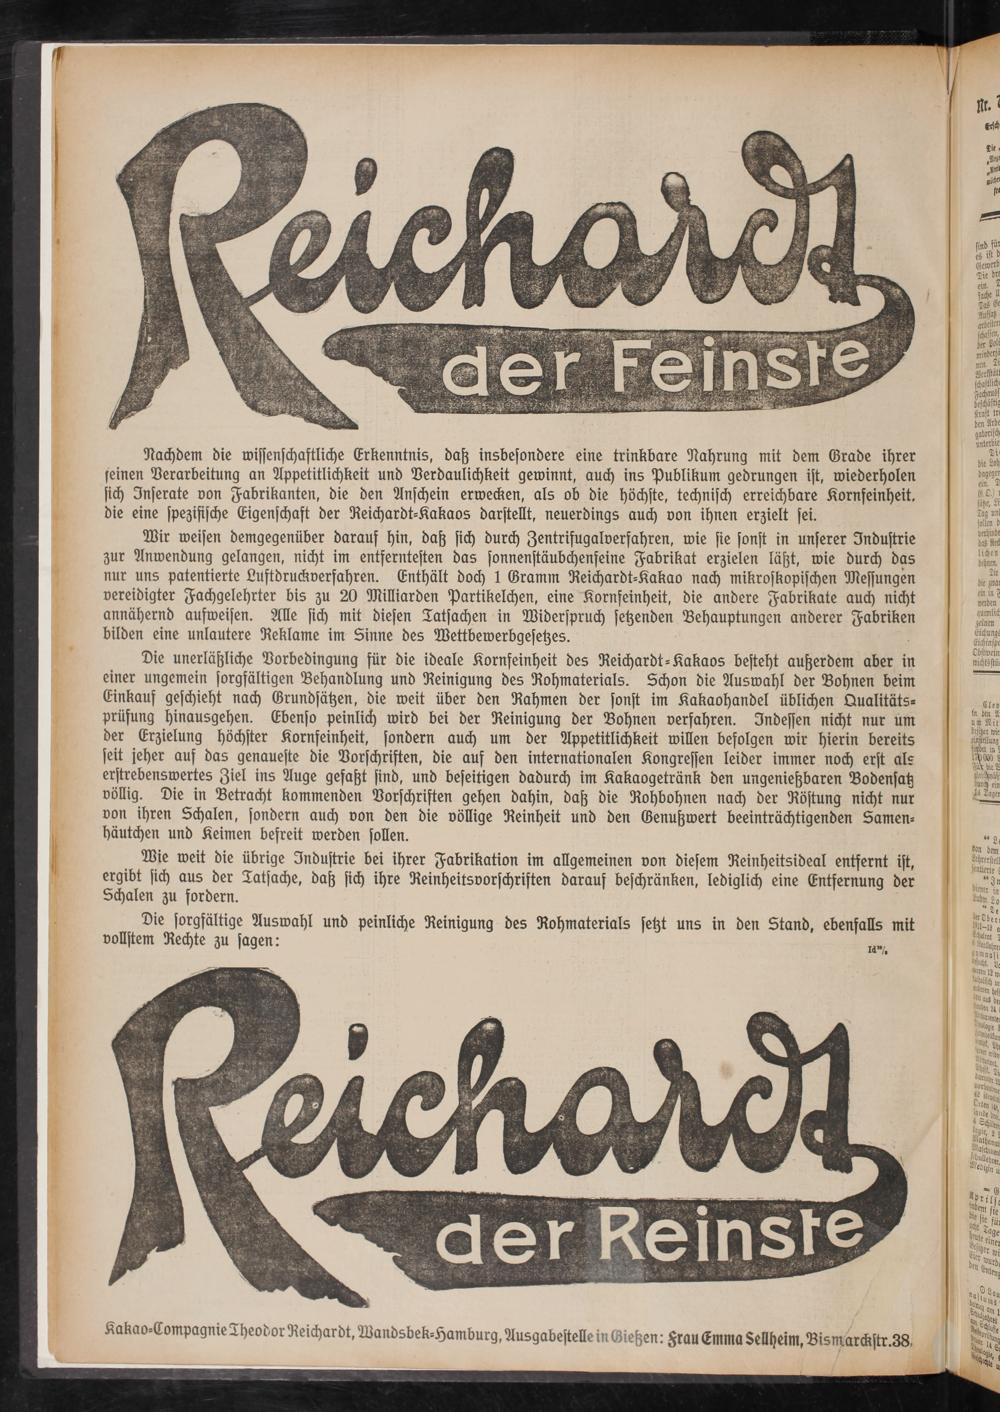 Reichardt
der Feinste
Nachdem die wissenschaftliche Erkenntnis, daß insbesondere eine trinkbare Nahrung mit dem Grade ihrer
feinen Verarbeitung an Appetitlichkeit und Verdaulichkeit gewinnt, auch ins Publikum gedrungen ist, wiederholen
sich Inserate von Fabrikanten, die den Anschein erwecken, als ob die höchste, technisch erreichbare Kornfeinheit,
die eine spezifische Eigenschaft der Reichardt-Kakaos darstellt, neuerdings auch von ihnen erzielt sei.
Wir weisen demgegenüber darauf hin, daß sich durch Zentrifugalverfahren, wie sie sonst in unserer Industrie
zur Anwendung gelangen, nicht im entferntesten das sonnenstäubchenfeine Fabrikat erzielen läßt, wie durch das
nur uns patentierte Luftdruckverfahren. Enthält doch 1 Gramm Reichardt-Kakao nach mikroskopischen Messungen
vereidigter Fachgelehrter bis zu 20 Milliarden Partikelchen, eine Kornfeinheit, die andere Fabrikate auch nicht
annähernd aufweisen. Alle sich mit diesen Tatsachen in Widerspruch setzenden Behauptungen anderer Fabriken
bilden eine unlautere Reklame im Sinne des Wettbewerbgesetzes.
Die unerläßliche Vorbedingung für die ideale Kornfeinheit des Reichardt-Kakaos besteht außerdem aber in
einer ungemein sorgfältigen Behandlung und Reinigung des Rohmaterials. Schon die Auswahl der Bohnen beim
Einkauf geschieht nach Grundsätzen, die weit über den Rahmen der sonst im Kakaohandel üblichen Qualitäts-
prüfung hinausgehen. Ebenso peinlich wird bei der Reinigung der Bohnen verfahren. Indessen nicht nur um
der Erzielung höchster Kornfeinheit, sondern auch um der Appetitlichkeit willen befolgen wir hierin bereits
seit jeher auf das genaueste die Vorschriften, die auf den internationalen Kongressen leider immer noch erst als
erstrebenswertes Ziel ins Auge gefaßt sind, und beseitigen dadurch im Kakaogetränk den ungenießbaren Bodensatz
völlig. Die in Betracht kommenden Vorschriften gehen dahin, daß die Rohbohnen nach der Röstung nicht nur
von ihren Schalen, sondern auch von den die völlige Reinheit und den Genußwert beeinträchtigenden Samen-
häutchen und Keimen befreit werden sollen.
Wie weit die übrige Industrie bei ihrer Fabrikation im allgemeinen von diesem Reinheitsideal entfernt ist,
ergibt sich aus der Tatsache, daß sich ihre Reinheitsvorschriften darauf beschränken, lediglich eine Entfernung der
Schalen zu fordern.
Die sorgfältige Auswahl und peinliche Reinigung des Rohmaterials setzt uns in den Stand, ebenfalls mit
vollstem Rechte zu sagen:
Reichardt
der Reinste
Kakao-Compagnie Theodor Reichardt, Wandsbek-Hamburg, Ausgabestelle in Gießen: Frau Emma Sellheim, Bismarckstr. 38.